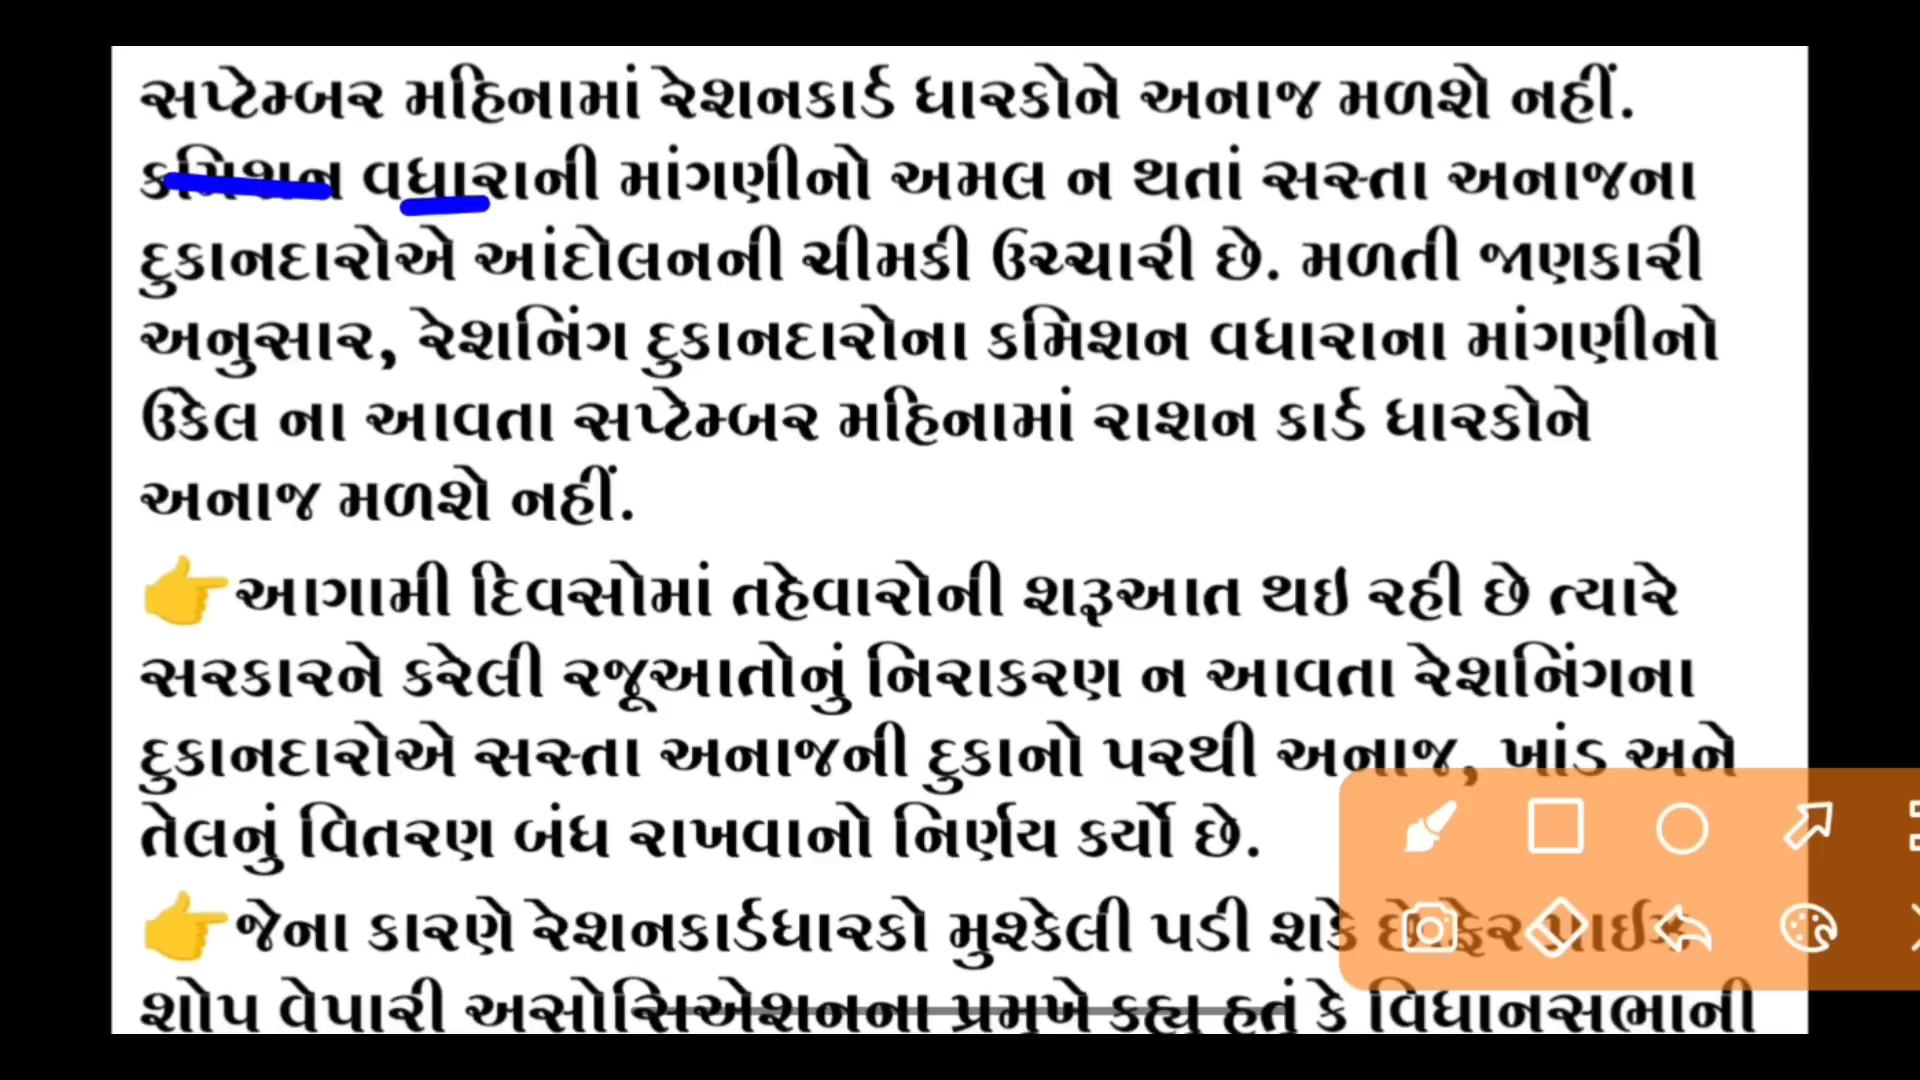 સપ્ટેમ્બર મહિનામાં રેશનકાર્ડ ધારકોને અનાજ મળશે નહીં.
કમિશન વધારાની માંગણીનો અમલ ન થતાં સસ્તા અનાજના
દુકાનદારોએ આંદોલનની ચીમકી ઉચ્ચારી છે. મળતી જાણકારી
અનુસાર, રેશનિંગ દુકાનદારોના કમિશન વધારાના માંગણીનો
ઉકેલ ના આવતા સપ્ટેમ્બર મહિનામાં રાશન કાર્ડ ધારકોને
અનાજ મળશે નહીં.
👉આગામી દિવસોમાં તહેવારોની શરૂઆત થઇ રહી છે ત્યારે
સરકારને કરેલી રજૂઆતોનું નિરાકરણ ન આવતા રેશનિંગના
દુકાનદારોએ સસ્તા અનાજની દુકાનો પરથી અનાજ, ખાંડ અને
તેલનું વિતરણ બંધ રાખવાનો નિર્ણય કર્યો છે.
👉જેના કારણે રેશનકાર્ડધારકો મુશ્કેલી પડી શકે
શોપ વેપારી અસોસિએશનના પ્રમુખે કહ્યુ હતું કે વિધાનસભાની